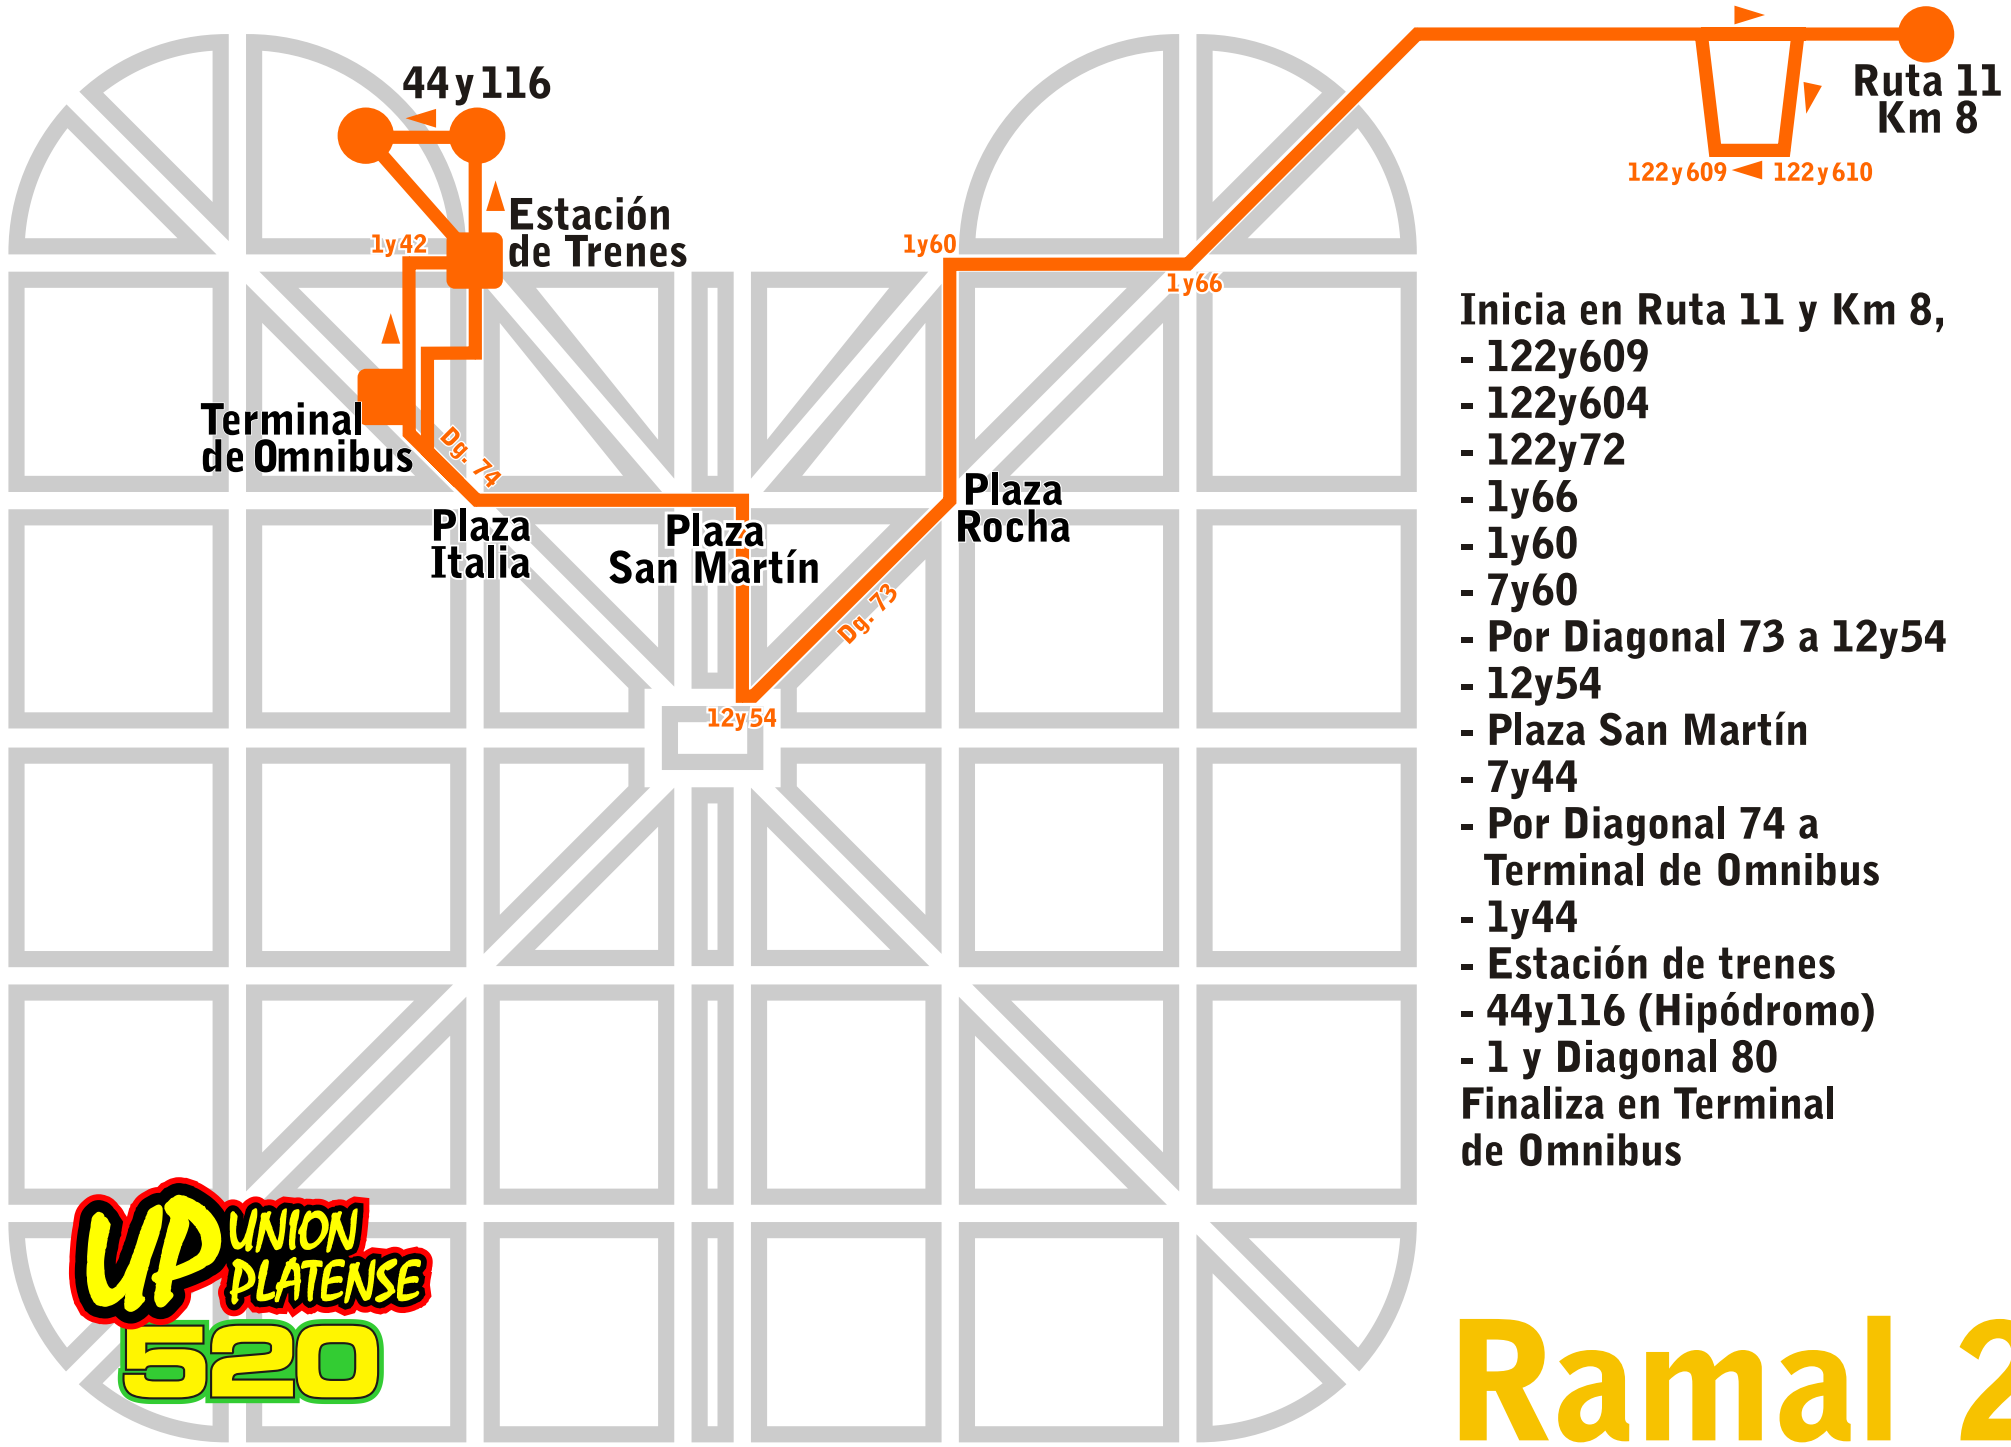 44 y 116
Estación
de Trenes
1y42
Terminal
de Omnibus
Dg. 74
Plaza
Italia
Plaza
San Martín
12y54
Dg. 73
Plaza
Rocha
1y60
1y66
Ruta 11
Km 8
122y609
122y610
Inicia en Ruta 11 y Km 8,
- 122y609
- 122y604
- 122y72
- 1y66
- 1y60
- 7y60
- Por Diagonal 73 a 12y54
- 12y54
- Plaza San Martín
- 7y44
- Por Diagonal 74 a
Terminal de Omnibus
- 1y44
- Estación de trenes
- 44y116 (Hipódromo)
- 1 y Diagonal 80
Finaliza en Terminal
de Omnibus
UP UNION
PLATENSE
520
Ramal 2